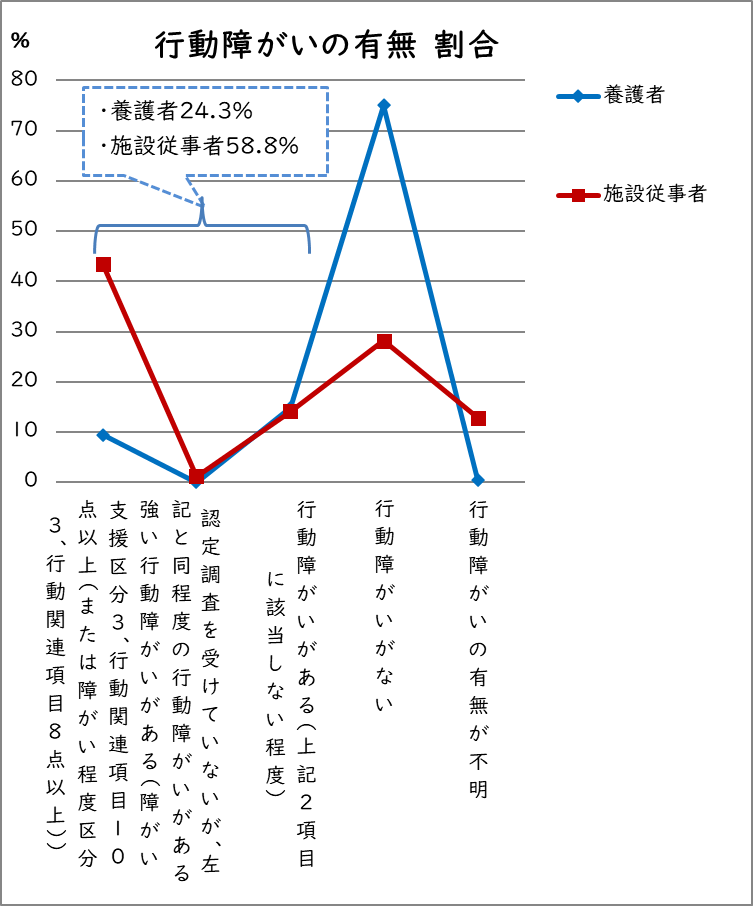 行動障がいの有無 割合
%
80
70
60
50
40
30
20
10
0
・養護者24.3%
・施設従事者58.8%
養護者
施設従事者
強い行動障がいがある(障がい
支援区分3、行動関連項目10
点以上(または障がい程度区分
3、行動関連項目8点以上))
認定調査を受けていないが、左
記と同程度の行動障がいがある
行動障がいがある(上記2項目
に該当しない程度)
行動障がいがない
行動障がいの有無が不明